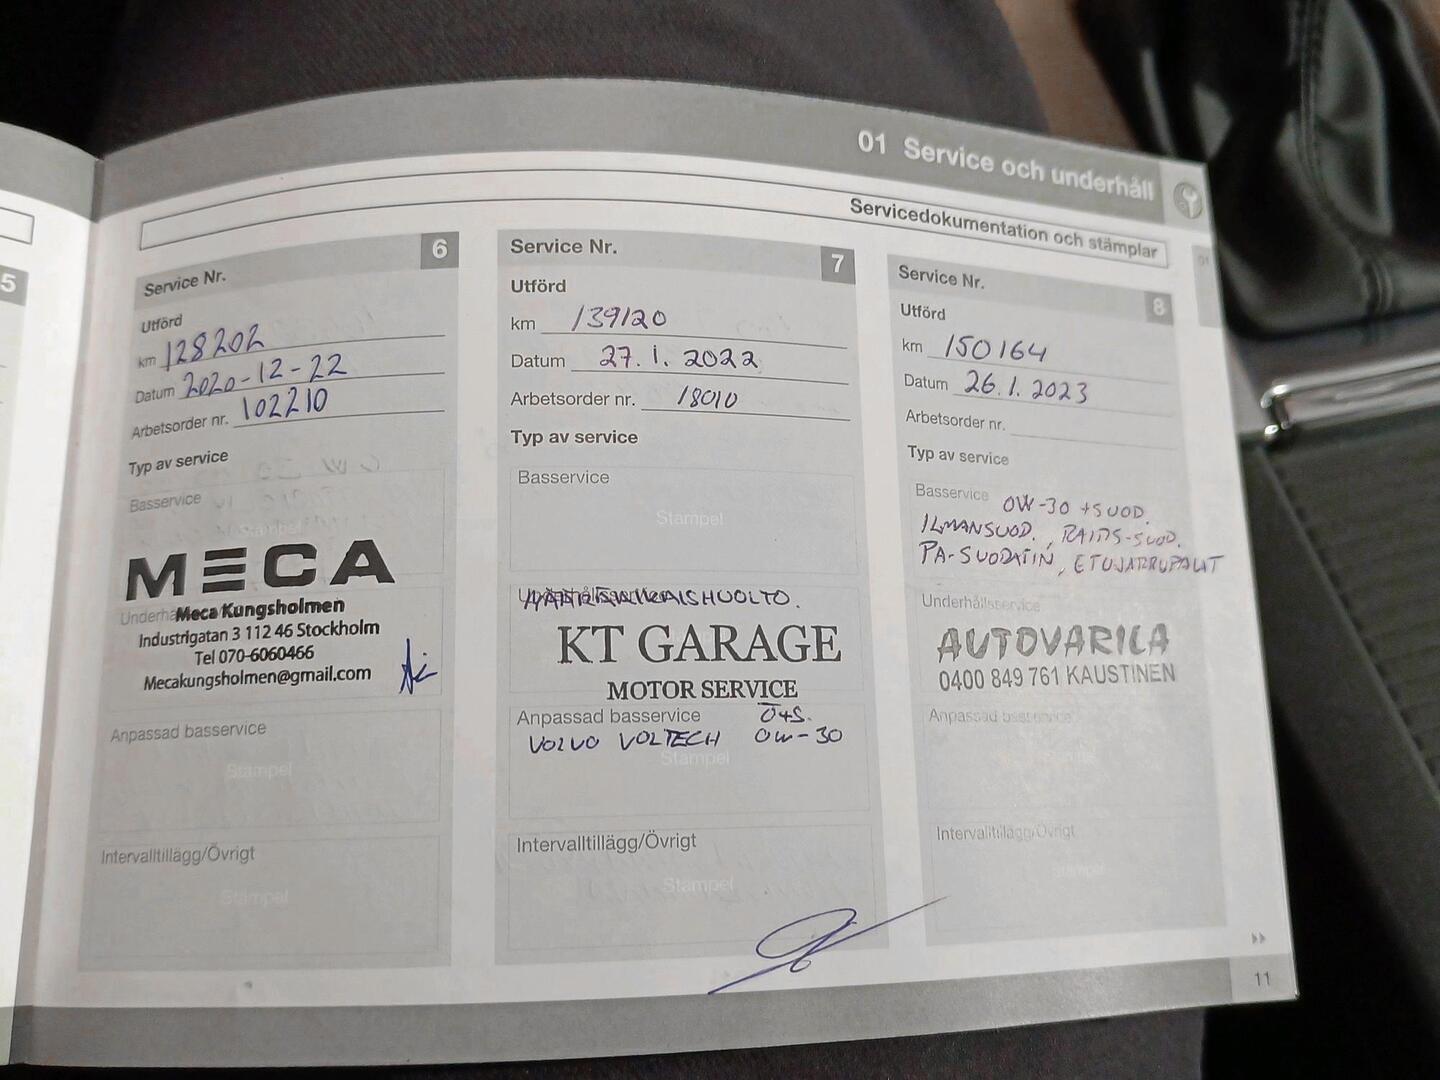 01 Service och underhåll
Servicedokumentation och stämplar
5
Service Nr. 6
Utförd
km 128202
Datum 2020-12-22
Arbetsorder nr. 102210
Typ av service
Basservice
Stämpel
MECA
Meca Kungsholmen
Industrigatan 3 112 46 Stockholm
Tel 070-6060466
Mecakungsholmen@gmail.com
Anpassad basservice
Stämpel
Intervalltillägg/Övrigt
Stämpel
Service Nr. 7
Utförd
km 139120
Datum 27.1.2022
Arbetsorder nr. 18010
Typ av service
Basservice
Stämpel
MÄÄRÄAIKAISHUOLTO.
KT GARAGE
MOTOR SERVICE
Anpassad basservice Ö+S.
VOLVO VOLTECH 0W-30
Stämpel
Intervalltillägg/Övrigt
Stämpel
Service Nr. 8
Utförd
km 150164
Datum 26.1.2023
Arbetsorder nr.
Typ av service
Basservice 0W-30 +SUOD.
ILMANSUOD., RAITIS-SUOD.
PA-SUODATIN, ETUJARRUPALAT
Underhållsservice
AUTOVARILA
0400 849 761 KAUSTINEN
Anpassad basservice
Intervalltillägg/Övrigt
11